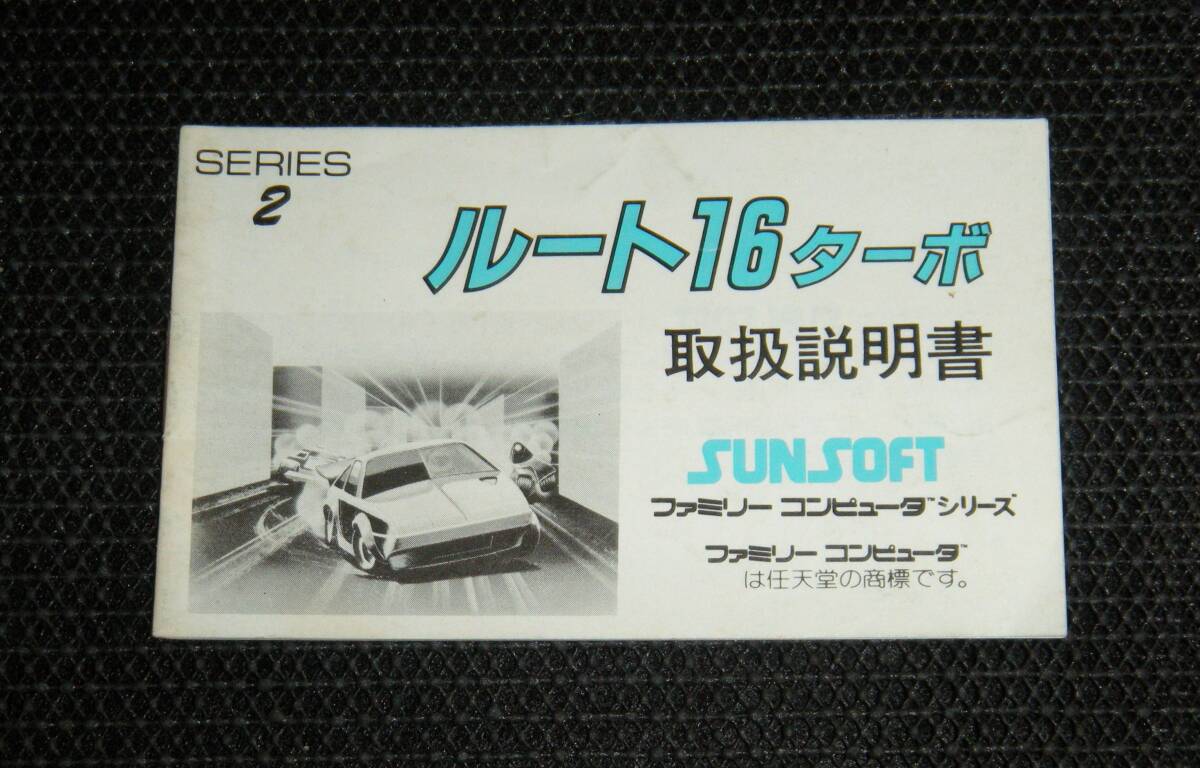 SERIES
2
ルート16ターボ
取扱説明書
SUNSOFT
ファミリー コンピュータ™シリーズ
ファミリー コンピュータ™
は任天堂の商標です。